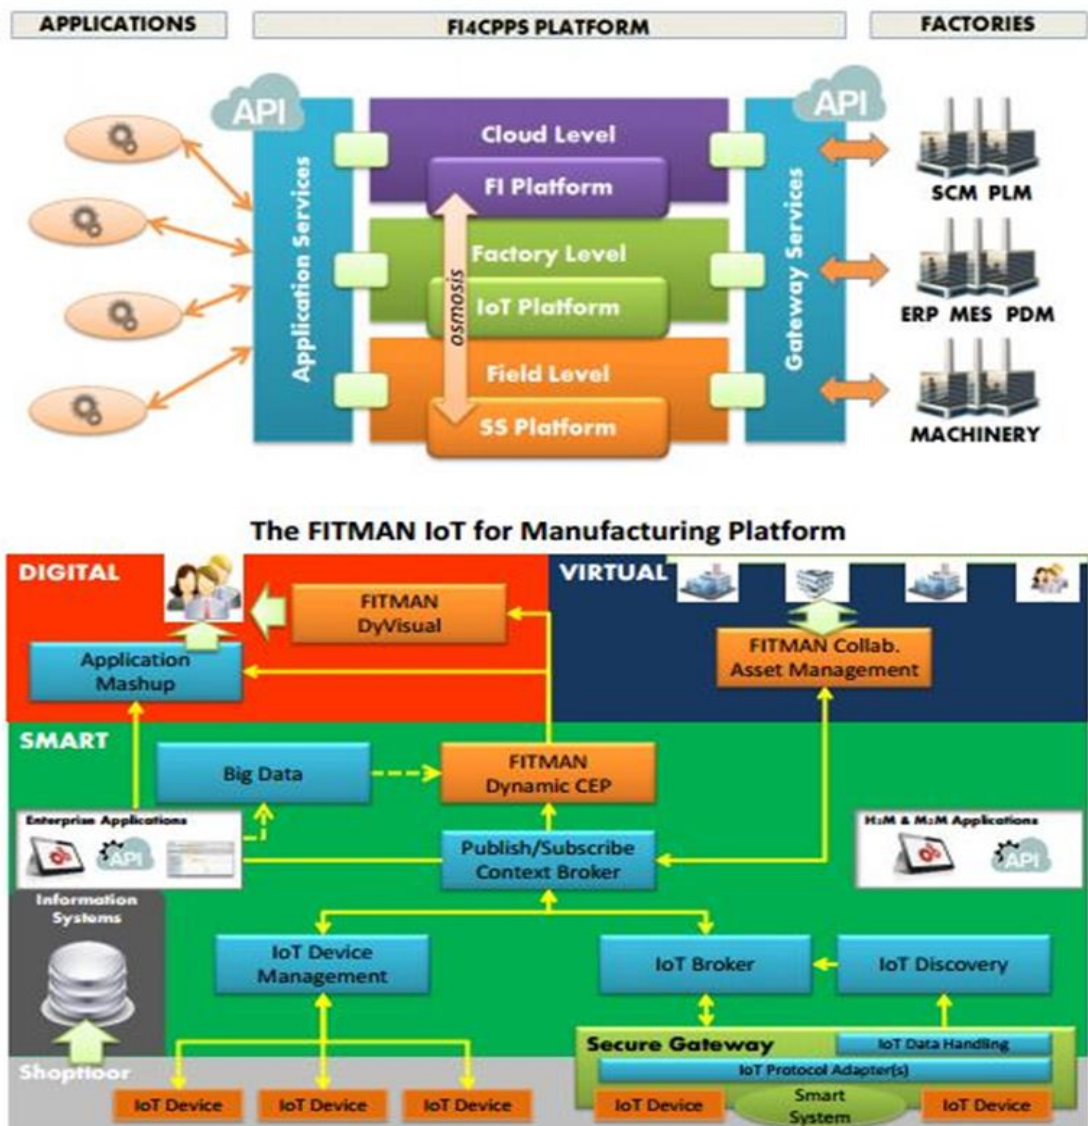 APPLICATIONS
FI4CPPS PLATFORM
FACTORIES
API
API
Application Services
Cloud Level
FI Platform
Factory Level
IoT Platform
Field Level
SS Platform
osmosis
Gateway Services
SCM PLM
ERP MES PDM
MACHINERY
The FITMAN IoT for Manufacturing Platform
DIGITAL
FITMAN
DyVisual
Application
Mashup
VIRTUAL
FITMAN Collab.
Asset Management
SMART
Big Data
FITMAN
Dynamic CEP
Enterprise Applications
API
Publish/Subscribe
Context Broker
H2M & M2M Applications
API
Information
Systems
IoT Device
Management
IoT Broker
IoT Discovery
Secure Gateway
IoT Data Handling
IoT Protocol Adapter(s)
Shopfloor
IoT Device
IoT Device
IoT Device
IoT Device
Smart
System
IoT Device